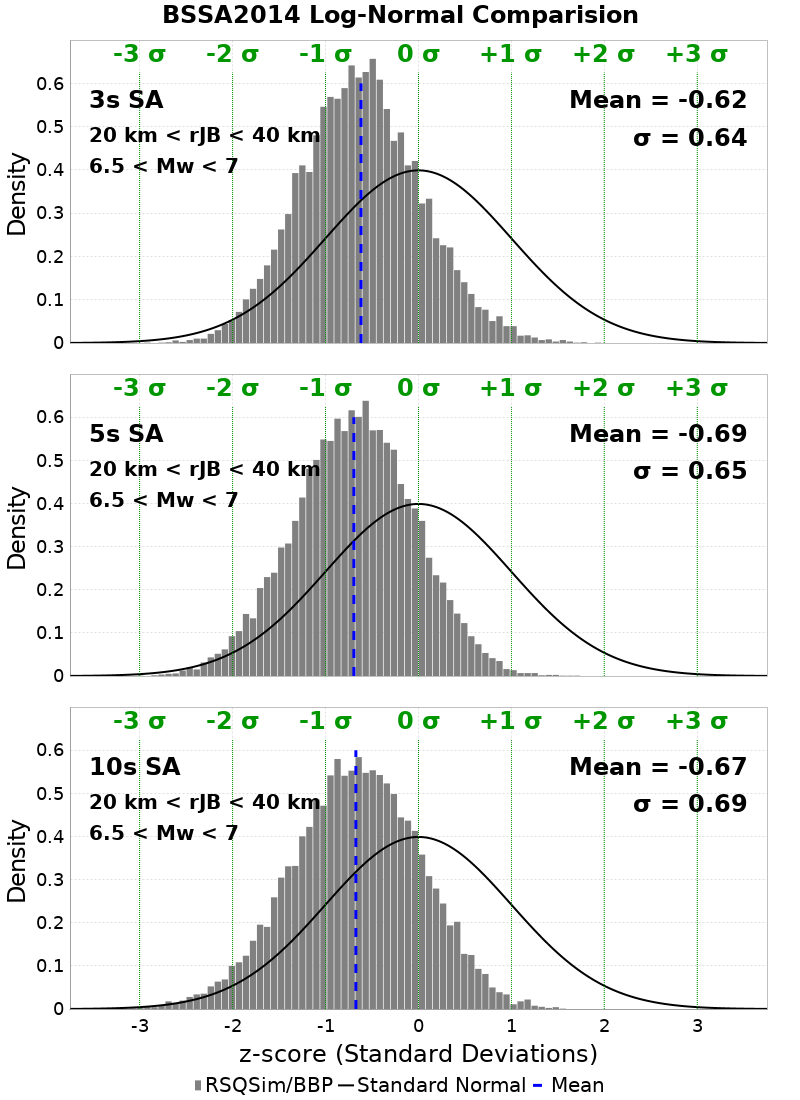 BSSA2014 Log-Normal Comparision
-3 σ -2 σ -1 σ 0 σ +1 σ +2 σ +3 σ
3s SA
20 km < rJB < 40 km
6.5 < Mw < 7
Mean = -0.62
σ = 0.64
Density
0.6
0.5
0.4
0.3
0.2
0.1
0
-3 σ -2 σ -1 σ 0 σ +1 σ +2 σ +3 σ
5s SA
20 km < rJB < 40 km
6.5 < Mw < 7
Mean = -0.69
σ = 0.65
Density
0.6
0.5
0.4
0.3
0.2
0.1
0
-3 σ -2 σ -1 σ 0 σ +1 σ +2 σ +3 σ
10s SA
20 km < rJB < 40 km
6.5 < Mw < 7
Mean = -0.67
σ = 0.69
Density
0.6
0.5
0.4
0.3
0.2
0.1
0
-3 -2 -1 0 1 2 3
z-score (Standard Deviations)
RSQSim/BBP Standard Normal Mean